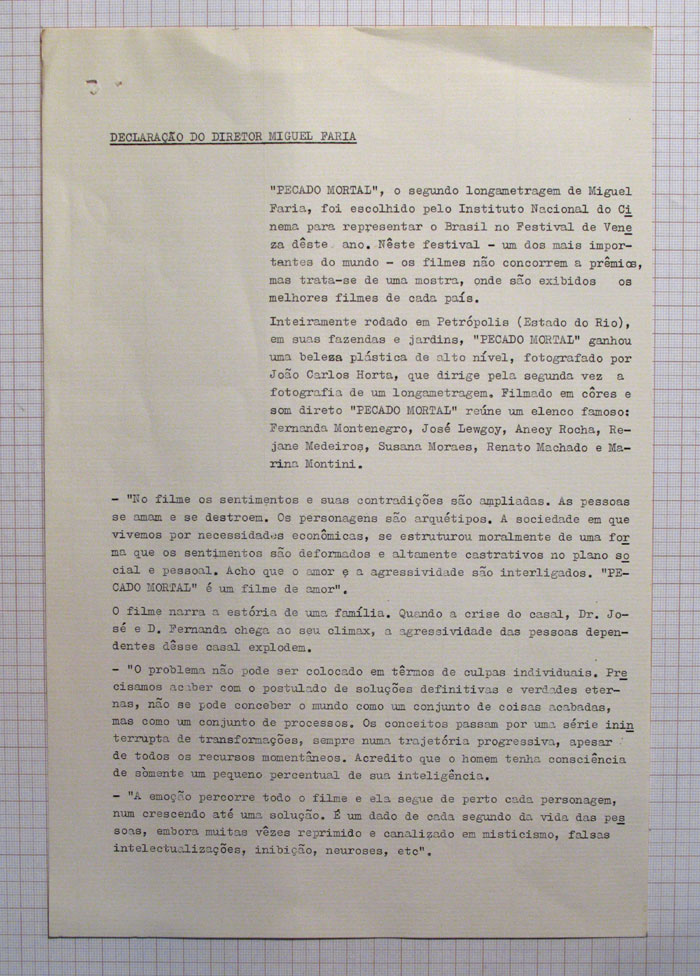 DECLARAÇÃO DO DIRETOR MIGUEL FARIA
"PECADO MORTAL", o segundo longametragem de Miguel
Faria, foi escolhido pelo Instituto Nacional do Ci
nema para representar o Brasil no Festival de Vene
za dêste ano. Nêste festival - um dos mais impor-
tantes do mundo - os filmes não concorrem a prêmios,
mas trata-se de uma mostra, onde são exibidos os
melhores filmes de cada país.
Inteiramente rodado em Petrópolis (Estado do Rio),
em suas fazendas e jardins, "PECADO MORTAL" ganhou
uma beleza plástica de alto nível, fotografado por
João Carlos Horta, que dirige pela segunda vez a
fotografia de um longametragem. Filmado em côres e
som direto "PECADO MORTAL" reúne um elenco famoso:
Fernanda Montenegro, José Lewgoy, Anecy Rocha, Re-
jane Medeiros, Susana Moraes, Renato Machado e Ma-
rina Montini.
- "No filme os sentimentos e suas contradições são ampliadas. As pessoas
se amam e se destroem. Os personagens são arquétipos. A sociedade em que
vivemos por necessidades econômicas, se estruturou moralmente de uma for
ma que os sentimentos são deformados e altamente castrativos no plano so
cial e pessoal. Acho que o amor e a agressividade são interligados. "PE-
CADO MORTAL" é um filme de amor".
O filme narra a estória de uma família. Quando a crise do casal, Dr. Jo-
sé e D. Fernanda chega ao seu climax, a agressividade das pessoas depen-
dentes dêsse casal explodem.
- "O problema não pode ser colocado em têrmos de culpas individuais. Pre
cisamos acabar com o postulado de soluções definitivas e verdades eter-
nas, não se pode conceber o mundo como um conjunto de coisas acabadas,
mas como um conjunto de processos. Os conceitos passam por uma série inin
terrupta de transformações, sempre numa trajetória progressiva, apesar
de todos os recursos momentâneos. Acredito que o homem tenha consciência
de sòmente um pequeno percentual de sua inteligência.
- "A emoção percorre todo o filme e ela segue de perto cada personagem,
num crescendo até uma solução. É um dado de cada segundo da vida das pes
soas, embora muitas vêzes reprimido e canalizado em misticismo, falsas
intelectualizações, inibição, neuroses, etc".